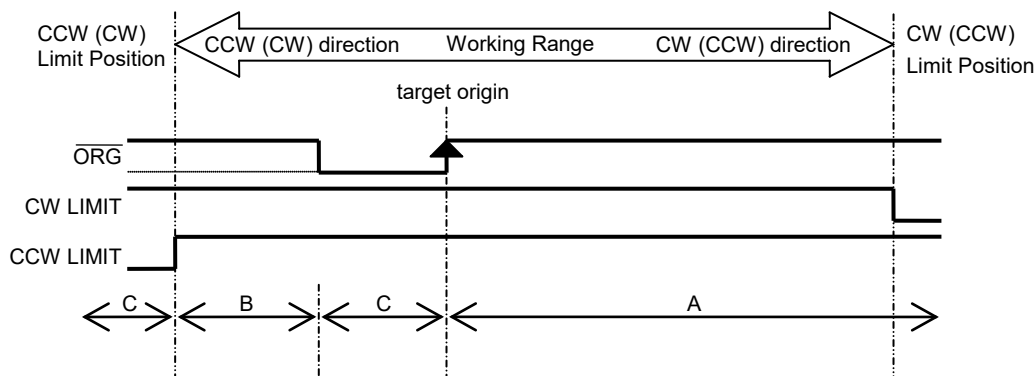 CCW (CW)
Limit Position
CCW (CW) direction
Working Range
CW (CCW) direction
CW (CCW)
Limit Position
target origin
ORG
CW LIMIT
CCW LIMIT
C
B
C
A